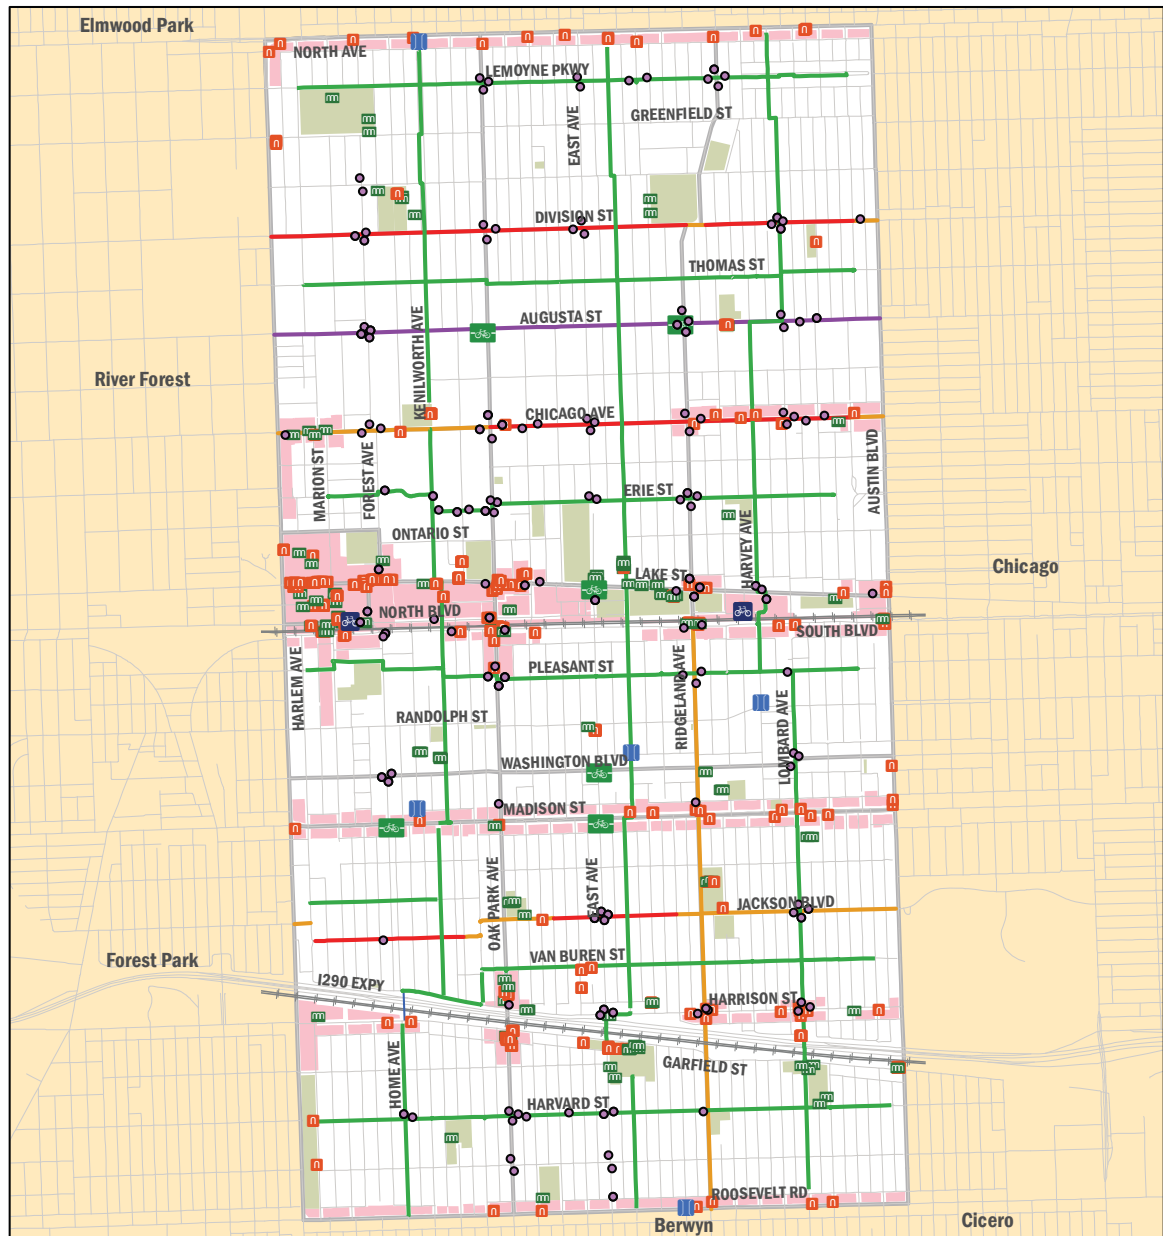 Elmwood Park
NORTH AVE
LEMOYNE PKWY
GREENFIELD ST
EAST AVE
DIVISION ST
THOMAS ST
KENILWORTH AVE
AUGUSTA ST
River Forest
CHICAGO AVE
MARION ST
FOREST AVE
AUSTIN BLVD
ERIE ST
ONTARIO ST
HARVEY AVE
LAKE ST
Chicago
NORTH BLVD
SOUTH BLVD
HARLEM AVE
PLEASANT ST
RIDGELAND AVE
RANDOLPH ST
LOMBARD AVE
WASHINGTON BLVD
MADISON ST
OAK PARK AVE
EAST AVE
JACKSON BLVD
Forest Park
VAN BUREN ST
I290 EXPY
HARRISON ST
HOME AVE
GARFIELD ST
HARVARD ST
ROOSEVELT RD
Berwyn
Cicero